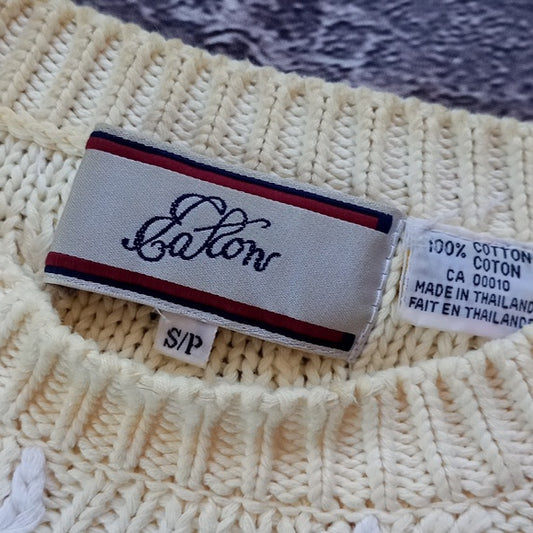 Eaton
S/P
100% COTTON
COTON
CA 00010
MADE IN THAILAND
FAIT EN THAILANDE